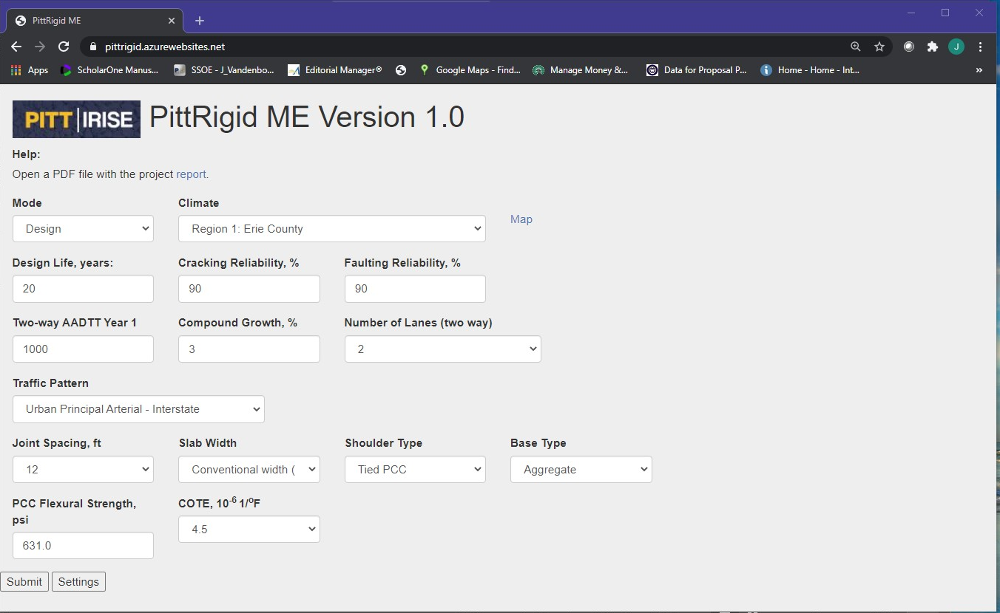 PittRigid ME
pittrigid.azurewebsites.net
J
Apps ScholarOne Manus... SSOE - J_Vandenbo... Editorial Manager® Google Maps - Find... Manage Money &... Data for Proposal P... Home - Home - Int... »
PITT|IRISE PittRigid ME Version 1.0
Help:
Open a PDF file with the project report.
Mode Climate
Design Region 1: Erie County Map
Design Life, years: Cracking Reliability, % Faulting Reliability, %
20 90 90
Two-way AADTT Year 1 Compound Growth, % Number of Lanes (two way)
1000 3 2
Traffic Pattern
Urban Principal Arterial - Interstate
Joint Spacing, ft Slab Width Shoulder Type Base Type
12 Conventional width ( Tied PCC Aggregate
PCC Flexural Strength, psi COTE, 10^-6 1/°F
631.0 4.5
Submit Settings